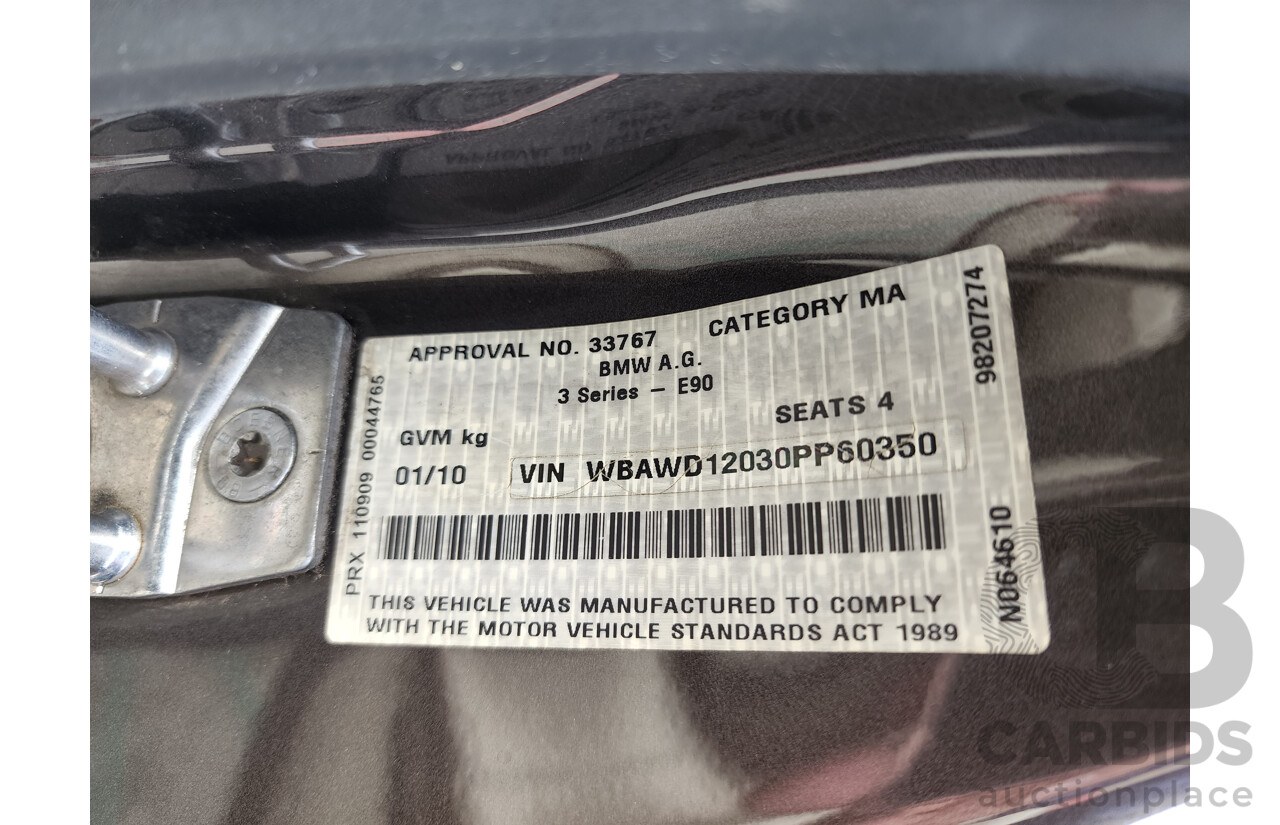 APPROVAL NO. 33767 CATEGORY MA
BMW A.G.
3 Series – E90
SEATS 4
GVM kg
01/10 VIN WBAWD12030PP60350
THIS VEHICLE WAS MANUFACTURED TO COMPLY
WITH THE MOTOR VEHICLE STANDARDS ACT 1989
PRX 110909 00044765
98207274
N064610
B
CARBIDS
auctionplace